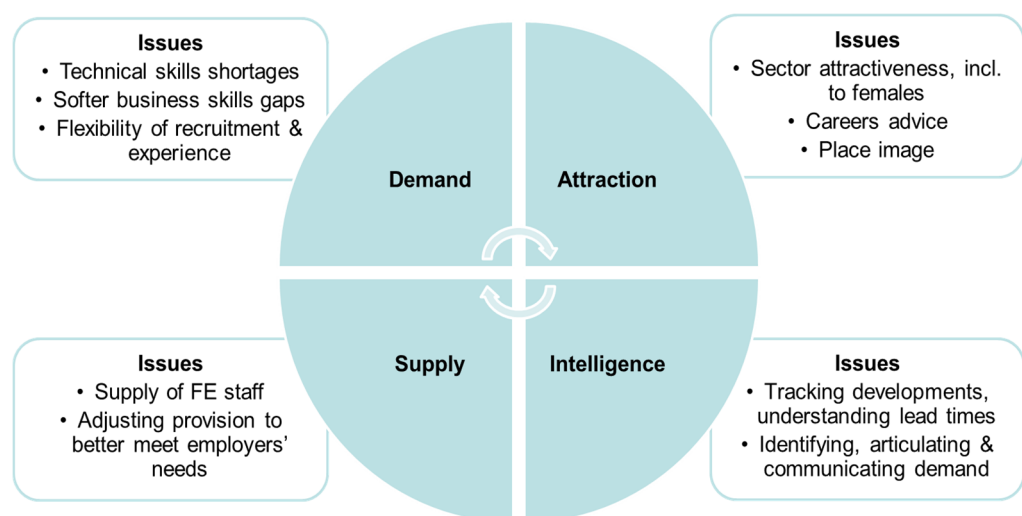 Issues
• Technical skills shortages
• Softer business skills gaps
• Flexibility of recruitment &
experience
Issues
• Sector attractiveness, incl.
to females
• Careers advice
• Place image
Demand
Attraction
Supply
Intelligence
Issues
• Supply of FE staff
• Adjusting provision to
better meet employers’
needs
Issues
• Tracking developments,
understanding lead times
• Identifying, articulating &
communicating demand